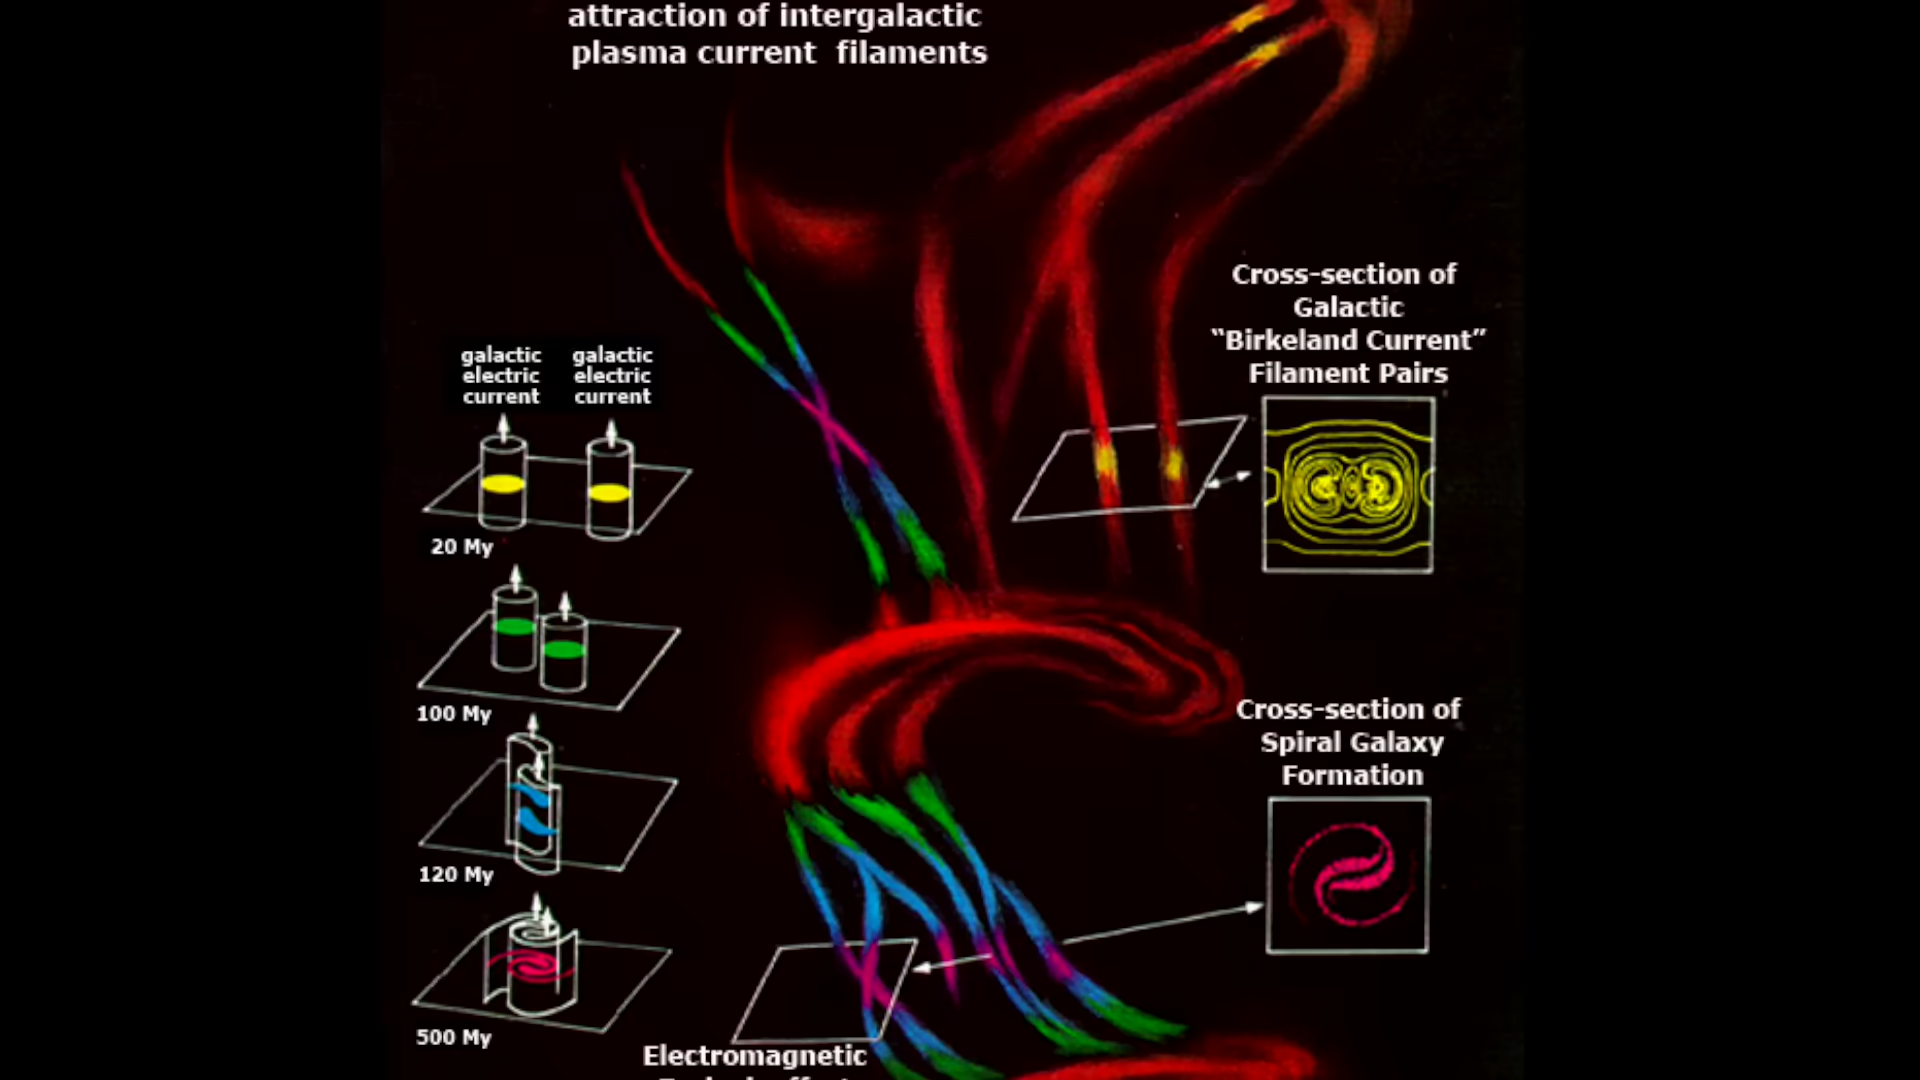 attraction of intergalactic
plasma current filaments
Cross-section of
Galactic
“Birkeland Current”
Filament Pairs
galactic
electric
current
galactic
electric
current
20 My
100 My
120 My
500 My
Cross-section of
Spiral Galaxy
Formation
Electromagnetic